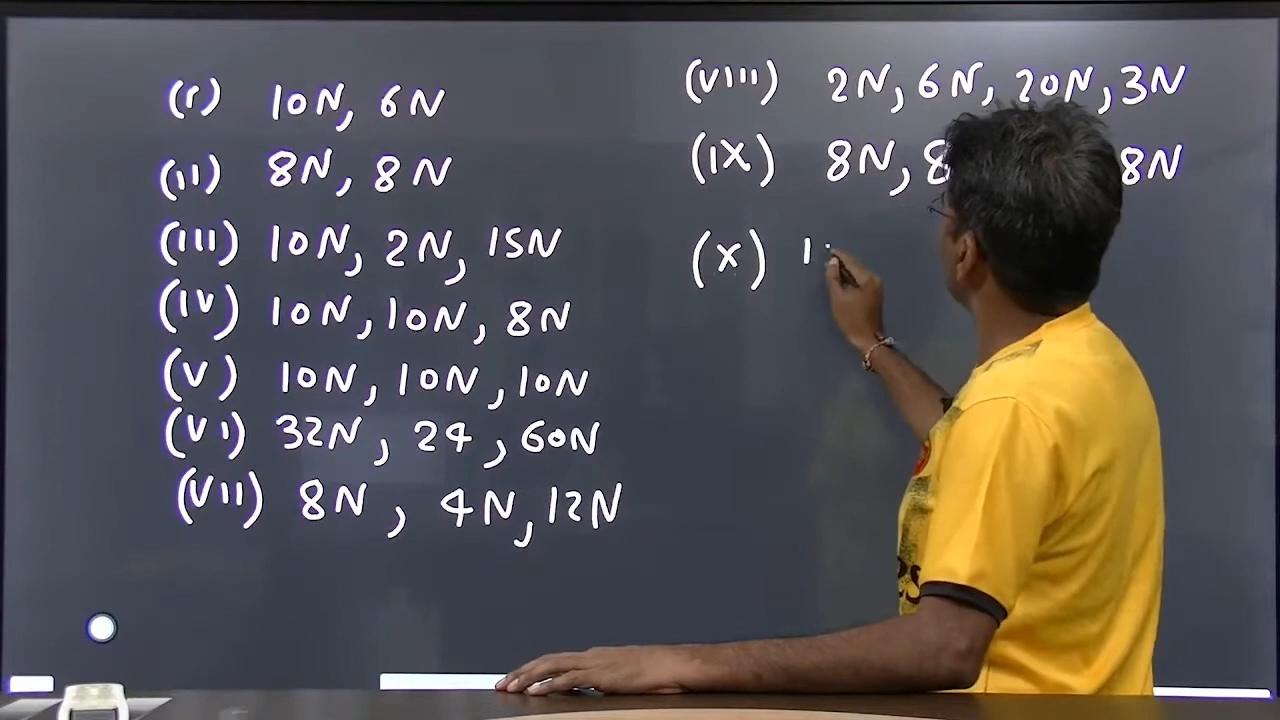 (i) 10N, 6N
(ii) 8N, 8N
(iii) 10N, 2N, 15N
(iv) 10N, 10N, 8N
(v) 10N, 10N, 10N
(vi) 32N, 24, 60N
(vii) 8N, 4N, 12N
(viii) 2N, 6N, 20N, 3N
(ix) 8N, 8N
(x) 1